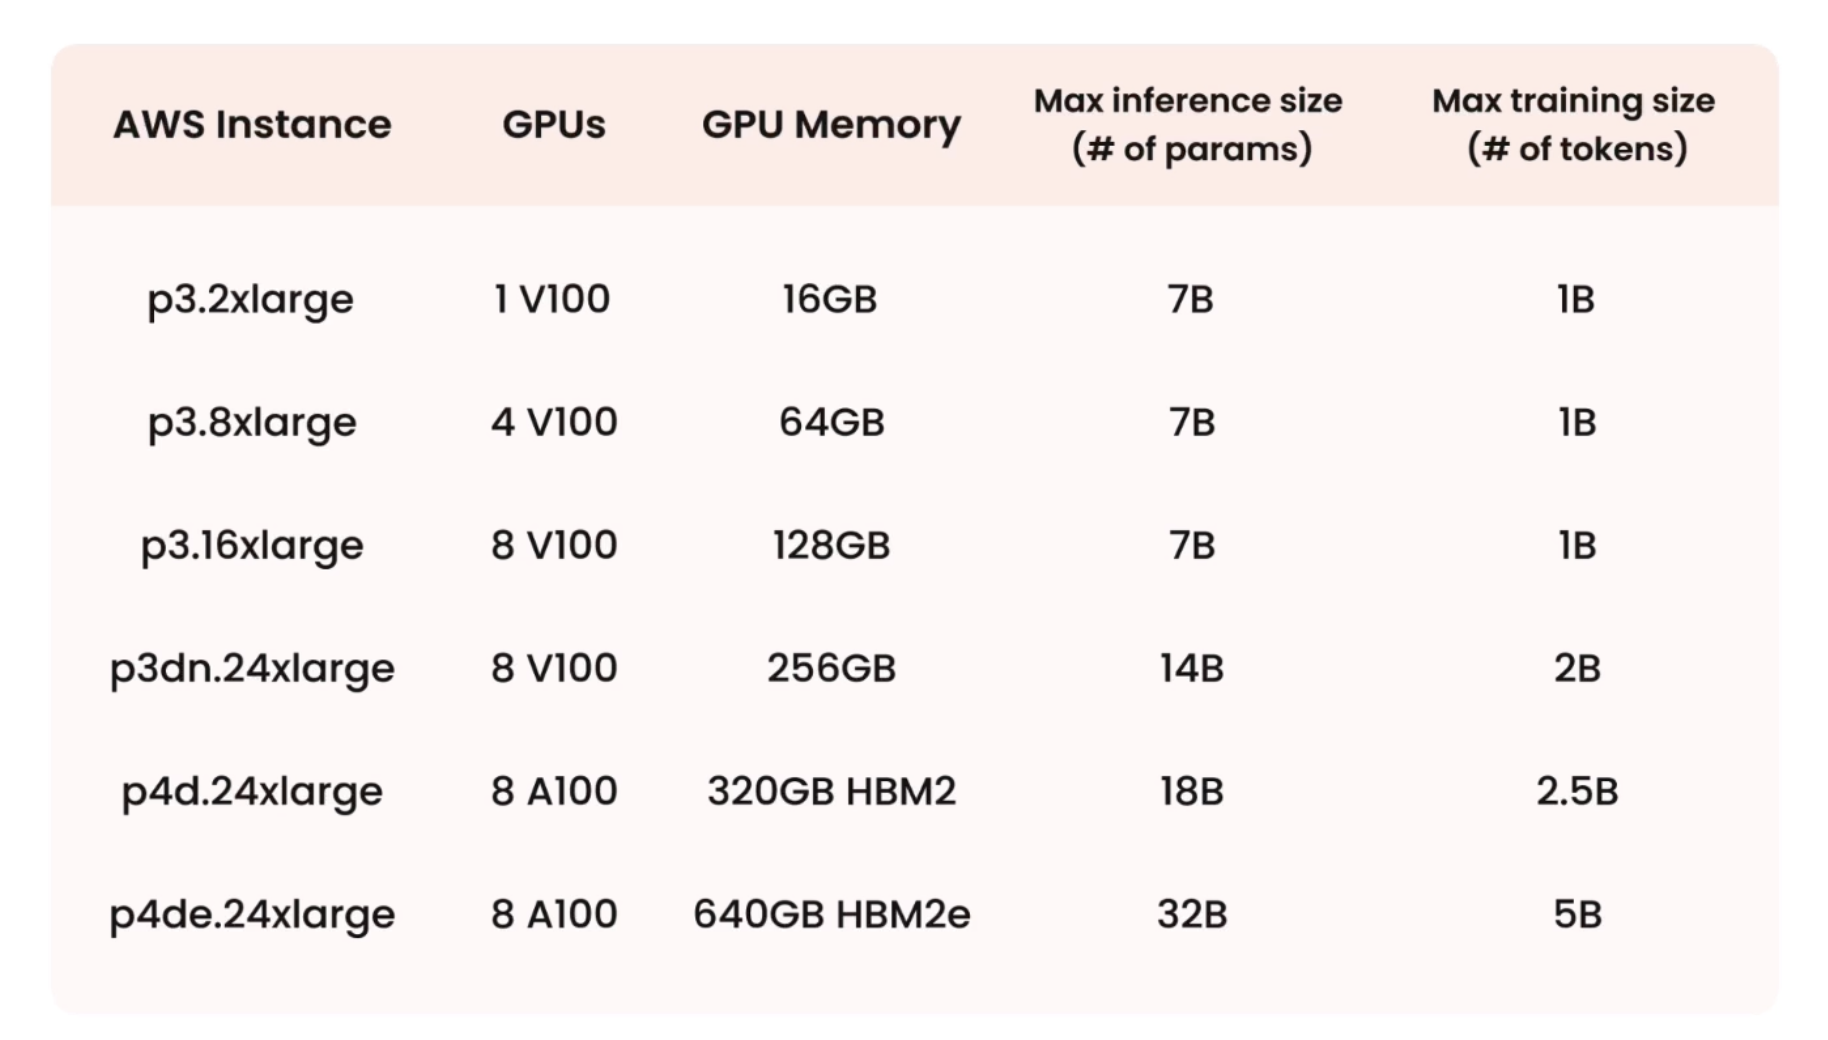 AWS Instance GPUs GPU Memory Max inference size (# of params) Max training size (# of tokens)
p3.2xlarge 1 V100 16GB 7B 1B
p3.8xlarge 4 V100 64GB 7B 1B
p3.16xlarge 8 V100 128GB 7B 1B
p3dn.24xlarge 8 V100 256GB 14B 2B
p4d.24xlarge 8 A100 320GB HBM2 18B 2.5B
p4de.24xlarge 8 A100 640GB HBM2e 32B 5B